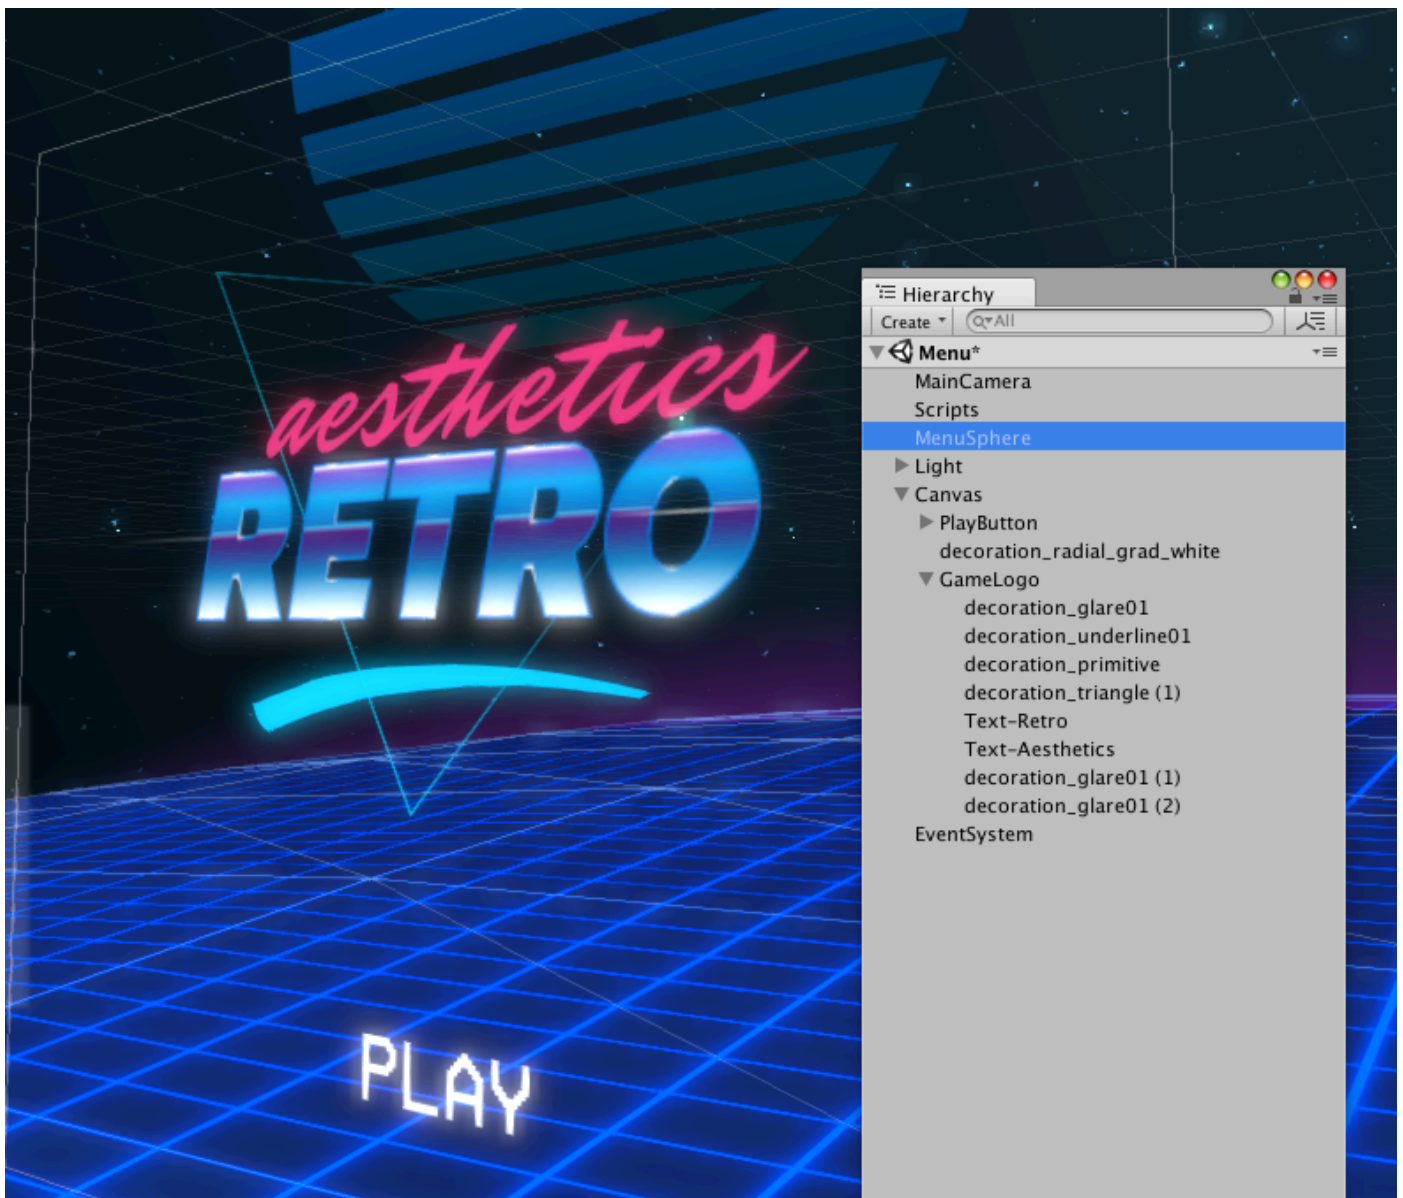 aesthetics
RETRO
PLAY
Hierarchy
Create
All
Menu*
MainCamera
Scripts
MenuSphere
Light
Canvas
PlayButton
decoration_radial_grad_white
GameLogo
decoration_glare01
decoration_underline01
decoration_primitive
decoration_triangle (1)
Text-Retro
Text-Aesthetics
decoration_glare01 (1)
decoration_glare01 (2)
EventSystem